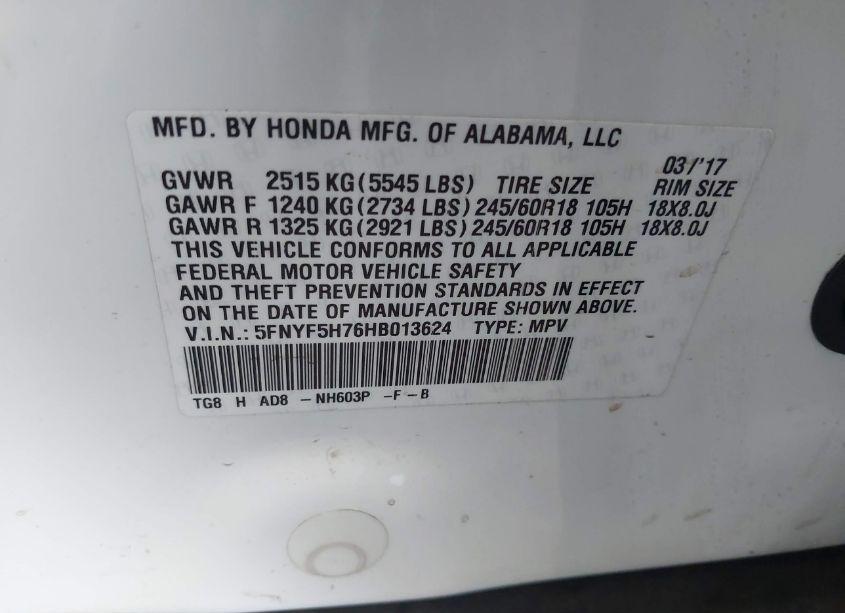 MFD. BY HONDA MFG. OF ALABAMA, LLC
03/'17
GVWR 2515 KG (5545 LBS) TIRE SIZE RIM SIZE
GAWR F 1240 KG (2734 LBS) 245/60R18 105H 18X8.0J
GAWR R 1325 KG (2921 LBS) 245/60R18 105H 18X8.0J
THIS VEHICLE CONFORMS TO ALL APPLICABLE
FEDERAL MOTOR VEHICLE SAFETY
AND THEFT PREVENTION STANDARDS IN EFFECT
ON THE DATE OF MANUFACTURE SHOWN ABOVE.
V.I.N.: 5FNYF5H76HB013624 TYPE: MPV
TG8 H AD8 - NH603P - F - B